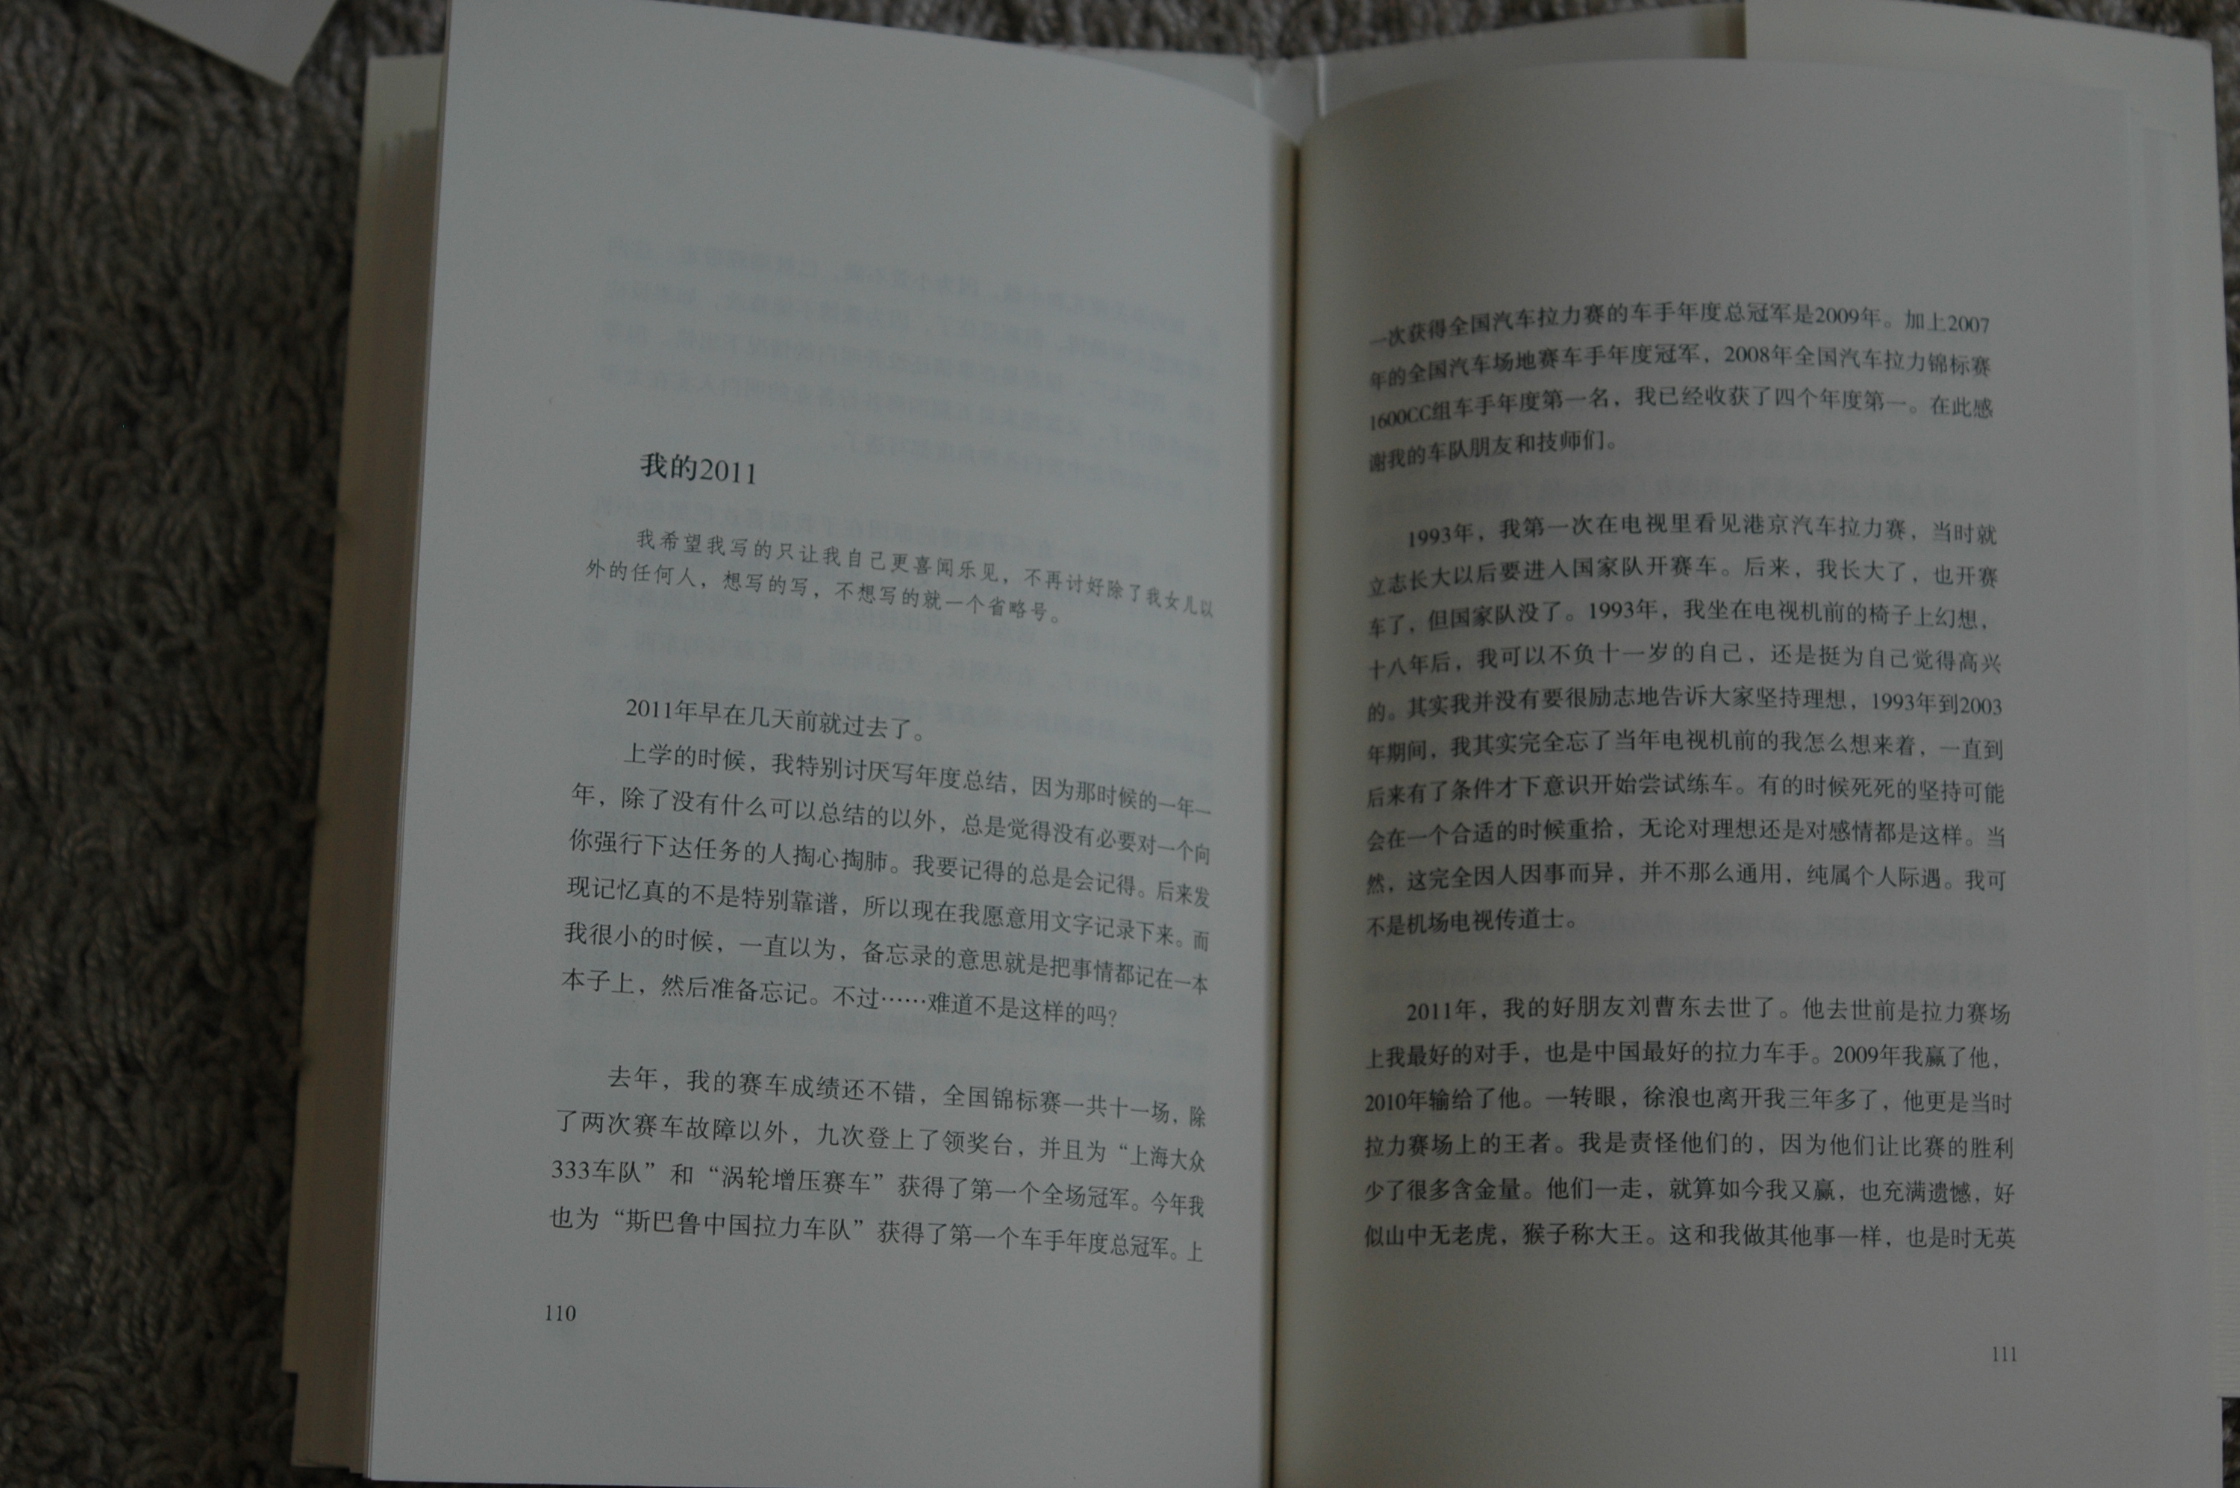 我的2011
我希望我写的只让我自己更喜闻乐见，不再讨好除了我女儿以
外的任何人，想写的写，不想写的就一个省略号。
2011年早在几天前就过去了。
上学的时候，我特别讨厌写年度总结，因为那时候的一年一
年，除了没有什么可以总结的以外，总是觉得没有必要对一个向
你强行下达任务的人掏心掏肺。我要记得的总是会记得。后来发
现记忆真的不是特别靠谱，所以现在我愿意用文字记录下来。而
我很小的时候，一直以为，备忘录的意思就是把事情都记在一本
本子上，然后准备忘记。不过……难道不是这样的吗？
去年，我的赛车成绩还不错，全国锦标赛一共十一场，除
了两次赛车故障以外，九次登上了领奖台，并且为“上海大众
333车队”和“涡轮增压赛车”获得了第一个全场冠军。今年我
也为“斯巴鲁中国拉力车队”获得了第一个车手年度总冠军。上
110
一次获得全国汽车拉力赛的车手年度总冠军是2009年。加上2007
年的全国汽车场地赛车手年度冠军，2008年全国汽车拉力锦标赛
1600CC组车手年度第一名，我已经收获了四个年度第一。在此感
谢我的车队朋友和技师们。
1993年，我第一次在电视里看见港京汽车拉力赛，当时就
立志长大以后要进入国家队开赛车。后来，我长大了，也开赛
车了，但国家队没了。1993年，我坐在电视机前的椅子上幻想，
十八年后，我可以不负十一岁的自己，还是挺为自己觉得高兴
的。其实我并没有要很励志地告诉大家坚持理想，1993年到2003
年期间，我其实完全忘了当年电视机前的我怎么想来着，一直到
后来有了条件才下意识开始尝试练车。有的时候死死的坚持可能
会在一个合适的时候重拾，无论对理想还是对感情都是这样。当
然，这完全因人因事而异，并不那么通用，纯属个人际遇。我可
不是机场电视传道士。
2011年，我的好朋友刘曹东去世了。他去世前是拉力赛场
上我最好的对手，也是中国最好的拉力车手。2009年我赢了他，
2010年输给了他。一转眼，徐浪也离开我三年多了，他更是当时
拉力赛场上的王者。我是责怪他们的，因为他们让比赛的胜利
少了很多含金量。他们一走，就算如今我又赢，也充满遗憾，好
似山中无老虎，猴子称大王。这和我做其他事一样，也是时无英
111